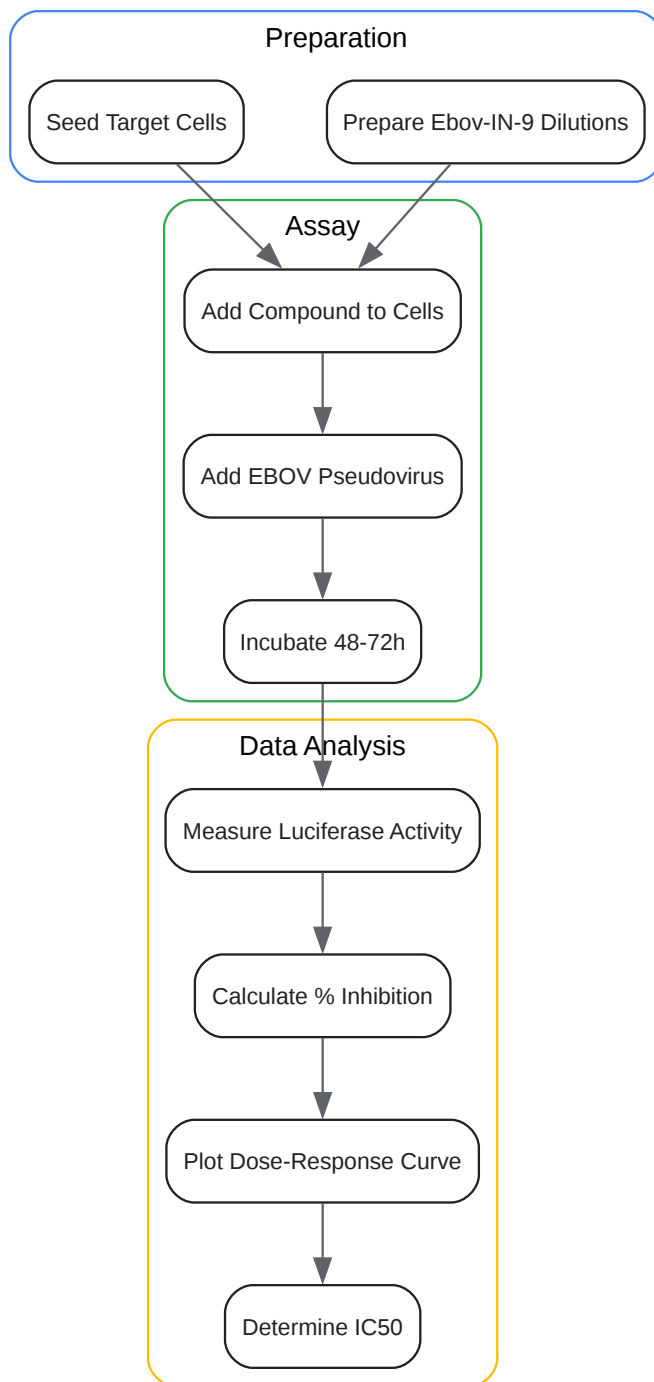 Preparation
Seed Target Cells
Prepare Ebov-IN-9 Dilutions
Assay
Add Compound to Cells
Add EBOV Pseudovirus
Incubate 48-72h
Data Analysis
Measure Luciferase Activity
Calculate % Inhibition
Plot Dose-Response Curve
Determine IC50